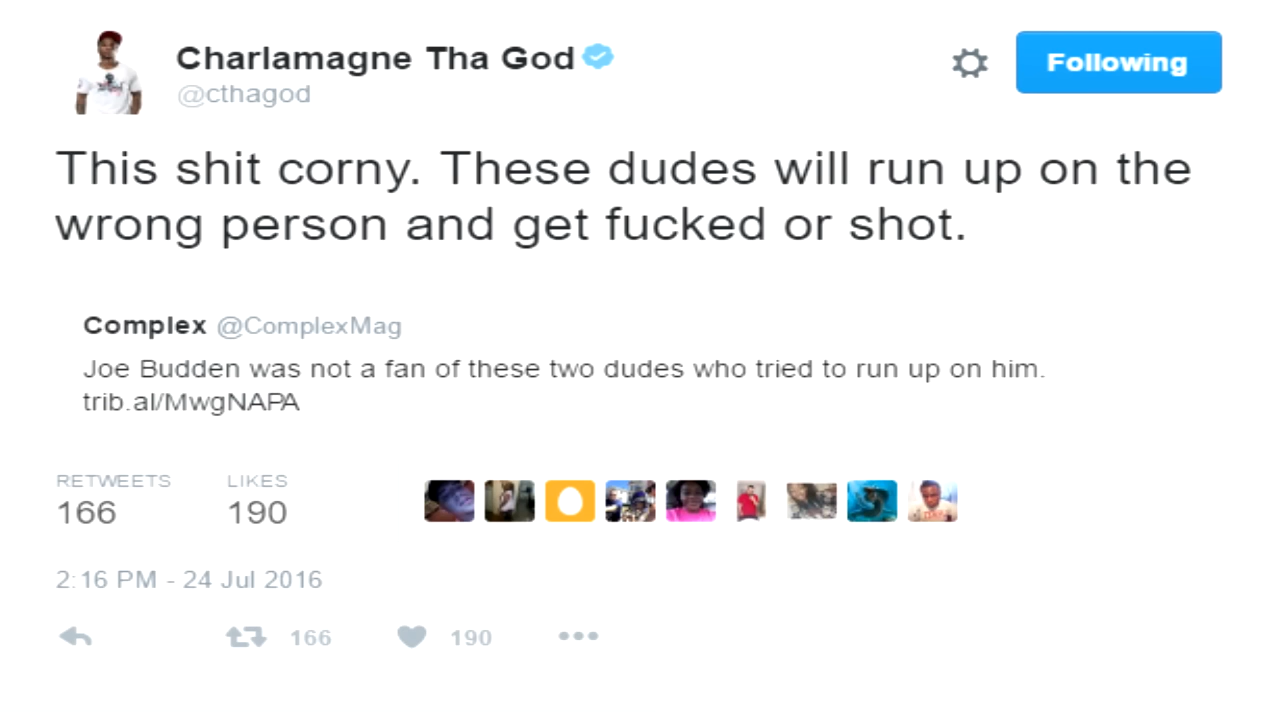 Charlamagne Tha God
@cthagod
Following
This shit corny. These dudes will run up on the
wrong person and get fucked or shot.
Complex @ComplexMag
Joe Budden was not a fan of these two dudes who tried to run up on him.
trib.al/MwgNAPA
RETWEETS LIKES
166 190
2:16 PM - 24 Jul 2016
166 190